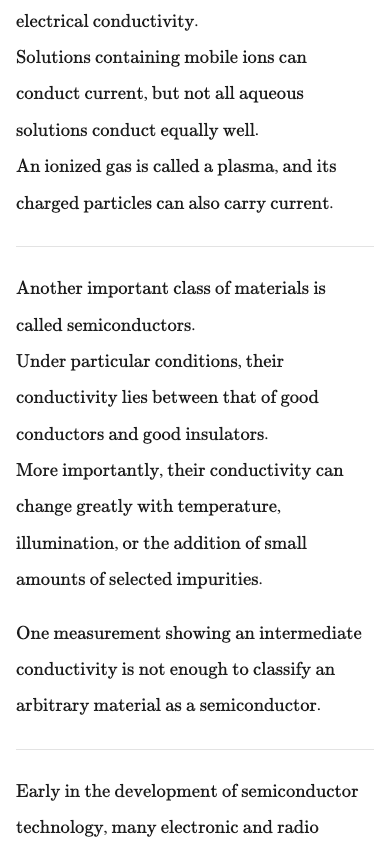 electrical conductivity.
Solutions containing mobile ions can
conduct current, but not all aqueous
solutions conduct equally well.
An ionized gas is called a plasma, and its
charged particles can also carry current.
Another important class of materials is
called semiconductors.
Under particular conditions, their
conductivity lies between that of good
conductors and good insulators.
More importantly, their conductivity can
change greatly with temperature,
illumination, or the addition of small
amounts of selected impurities.
One measurement showing an intermediate
conductivity is not enough to classify an
arbitrary material as a semiconductor.
Early in the development of semiconductor
technology, many electronic and radio